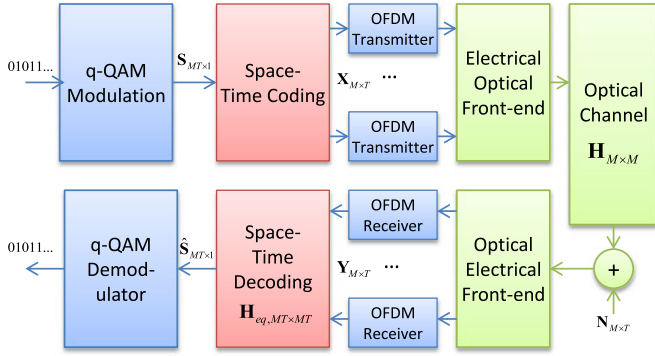 01011...
q-QAM
Modulation
S_{MT×1}
Space-
Time Coding
OFDM
Transmitter
X_{M×T} ...
OFDM
Transmitter
Electrical
Optical
Front-end
Optical
Channel
H_{M×M}
01011...
q-QAM
Demod-
ulator
Ŝ_{MT×1}
Space-
Time
Decoding
H_{eq,MT×MT}
OFDM
Receiver
Y_{M×T} ...
OFDM
Receiver
Optical
Electrical
Front-end
+
N_{M×T}